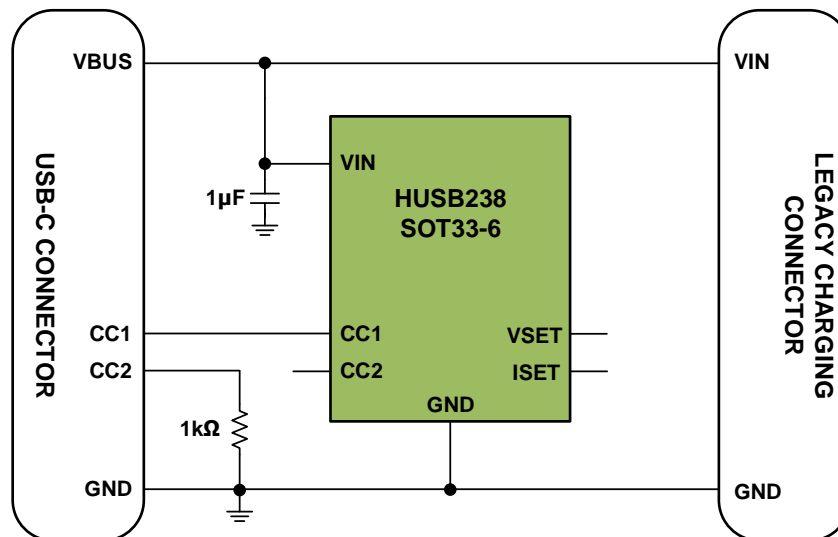 VBUS
VIN
USB-C CONNECTOR
VIN
1µF
HUSB238
SOT33-6
LEGACY CHARGING
CONNECTOR
CC1
CC1
VSET
CC2
CC2
ISET
GND
1kΩ
GND
GND